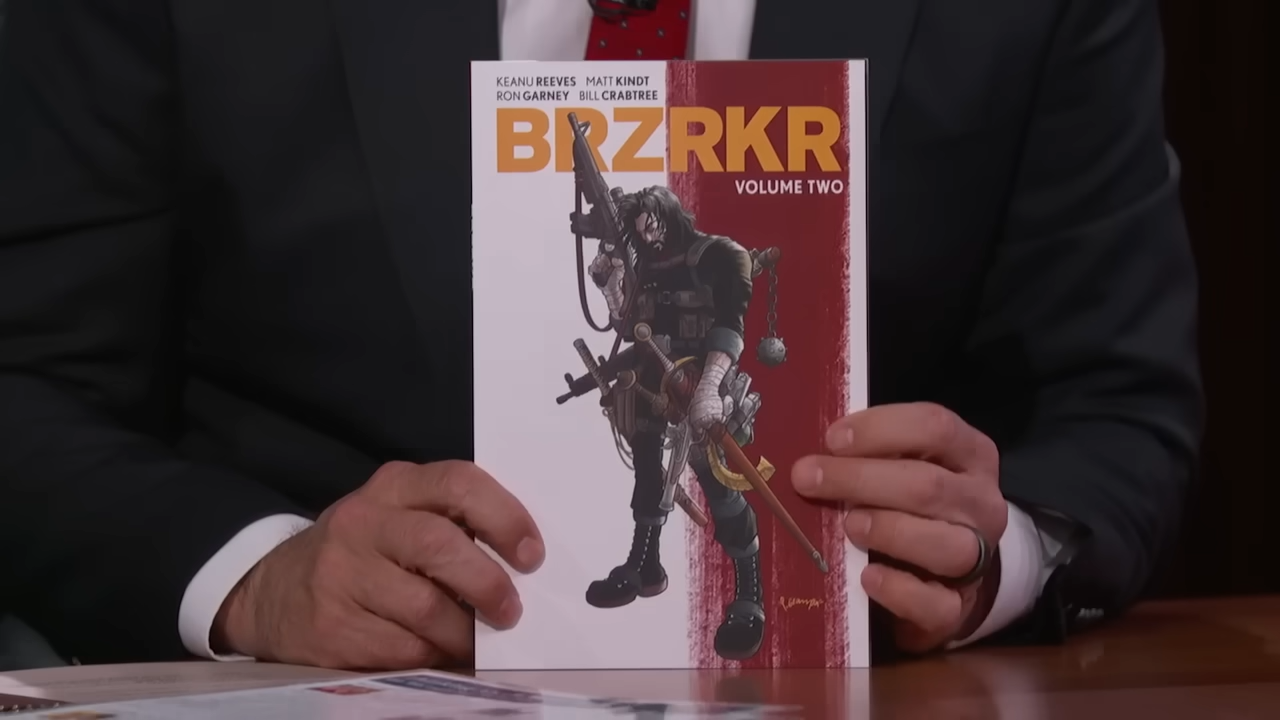 KEANU REEVES MATT KINDT
RON GARNEY BILL CRABTREE
BRZRKR
VOLUME TWO